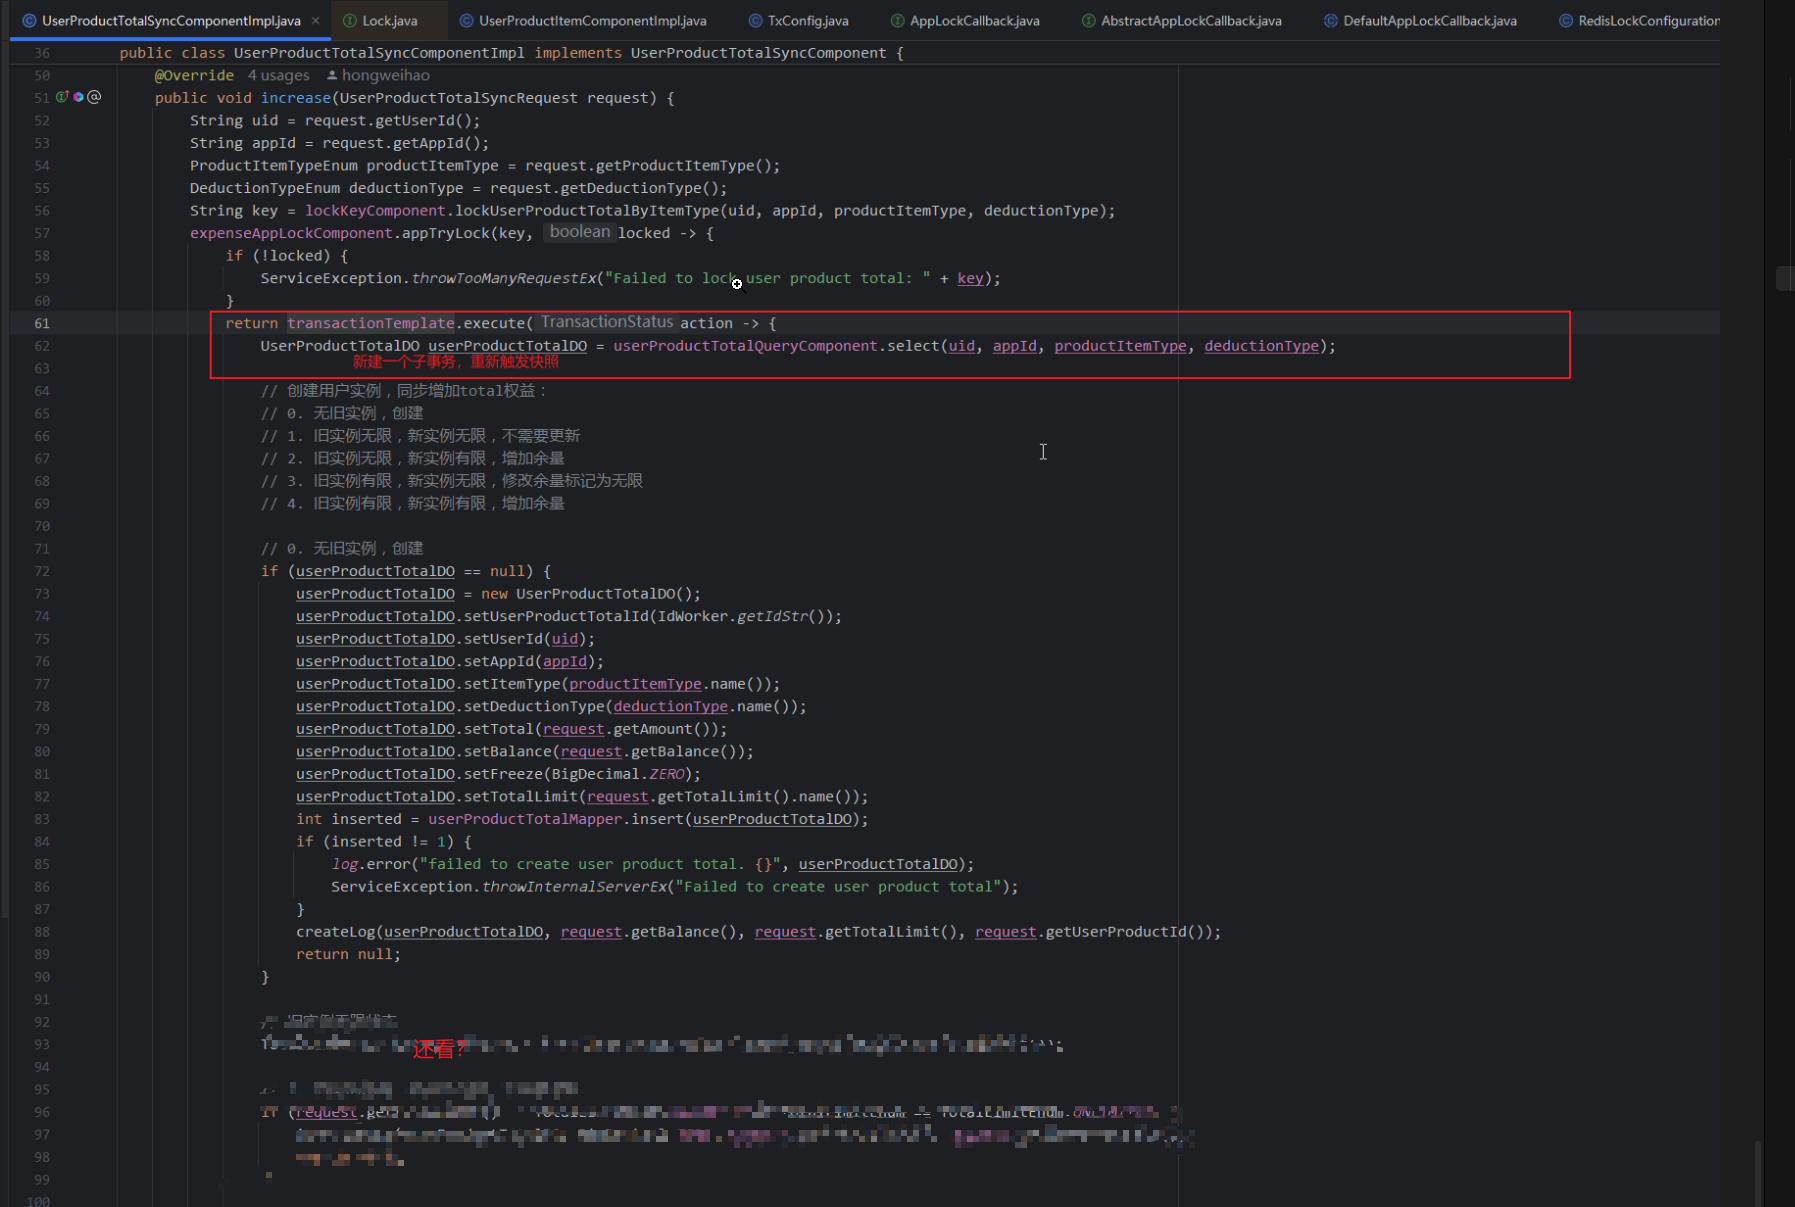 UserProductTotalSyncComponentImpl.java × Lock.java UserProductItemComponentImpl.java TxConfig.java AppLockCallback.java AbstractAppLockCallback.java DefaultAppLockCallback.java RedisLockConfiguration
36 public class UserProductTotalSyncComponentImpl implements UserProductTotalSyncComponent {
50 @Override 4 usages hongweihao
51 public void increase(UserProductTotalSyncRequest request) {
52 String uid = request.getUserId();
53 String appId = request.getAppId();
54 ProductItemTypeEnum productItemType = request.getProductItemType();
55 DeductionTypeEnum deductionType = request.getDeductionType();
56 String key = lockKeyComponent.lockUserProductTotalByItemType(uid, appId, productItemType, deductionType);
57 expenseAppLockComponent.appTryLock(key, boolean locked -> {
58 if (!locked) {
59 ServiceException.throwTooManyRequestEx("Failed to lock user product total: " + key);
60 }
61 return transactionTemplate.execute( TransactionStatus action -> {
62 UserProductTotalDO userProductTotalDO = userProductTotalQueryComponent.select(uid, appId, productItemType, deductionType);
新建一个子事务，重新触发快照
63
64 // 创建用户实例，同步增加total权益：
65 // 0. 无旧实例，创建
66 // 1. 旧实例无限，新实例无限，不需要更新
67 // 2. 旧实例无限，新实例有限，增加余量
68 // 3. 旧实例有限，新实例无限，修改余量标记为无限
69 // 4. 旧实例有限，新实例有限，增加余量
70
71 // 0. 无旧实例，创建
72 if (userProductTotalDO == null) {
73 userProductTotalDO = new UserProductTotalDO();
74 userProductTotalDO.setUserProductTotalId(IdWorker.getIdStr());
75 userProductTotalDO.setUserId(uid);
76 userProductTotalDO.setAppId(appId);
77 userProductTotalDO.setItemType(productItemType.name());
78 userProductTotalDO.setDeductionType(deductionType.name());
79 userProductTotalDO.setTotal(request.getAmount());
80 userProductTotalDO.setBalance(request.getBalance());
81 userProductTotalDO.setFreeze(BigDecimal.ZERO);
82 userProductTotalDO.setTotalLimit(request.getTotalLimit().name());
83 int inserted = userProductTotalMapper.insert(userProductTotalDO);
84 if (inserted != 1) {
85 log.error("failed to create user product total. {}", userProductTotalDO);
86 ServiceException.throwInternalServerEx("Failed to create user product total");
87 }
88 createLog(userProductTotalDO, request.getBalance(), request.getTotalLimit(), request.getUserProductId());
89 return null;
90 }
91
92
93 还看?
94
95
96 if (request.
97
98
99
100